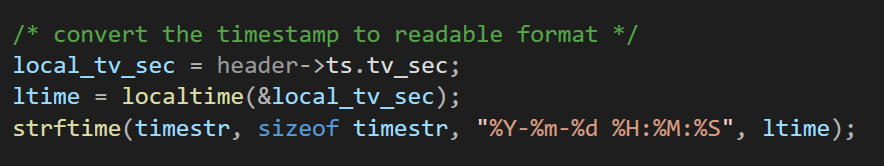 /* convert the timestamp to readable format */
local_tv_sec = header->ts.tv_sec;
ltime = localtime(&local_tv_sec);
strftime(timestr, sizeof timestr, "%Y-%m-%d %H:%M:%S", ltime);